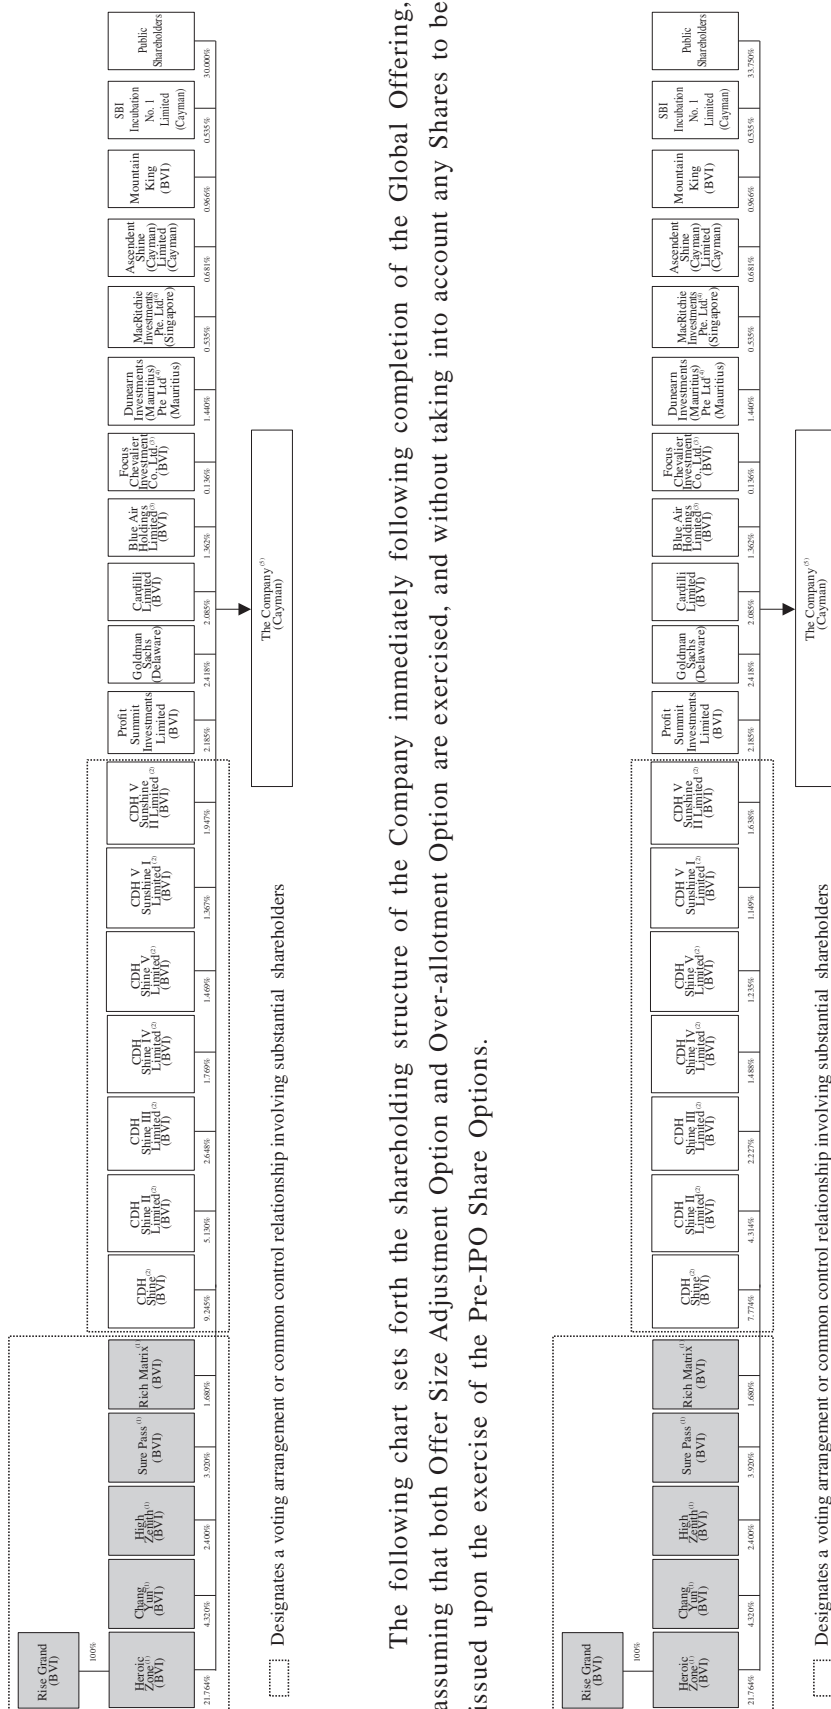 Rise Grand
(BVI)
100%
Heroic
Zone(1)
(BVI)
Chang
Yun(1)
(BVI)
High
Zenith(1)
(BVI)
Sure Pass (1)
(BVI)
Rich Matrix(1)
(BVI)
CDH
Shine(2)
(BVI)
CDH
Shine II
Limited(2)
(BVI)
CDH
Shine III
Limited(2)
(BVI)
CDH
Shine IV
Limited(2)
(BVI)
CDH
Shine V
Limited(2)
(BVI)
CDH V
Sunshine I
Limited(2)
(BVI)
CDH V
Sunshine
II Limited(2)
(BVI)
Profit
Summit
Investments
Limited
(BVI)
Goldman
Sachs
(Delaware)
Cardilli
Limited
(BVI)
Blue Air
Holdings
Limited(3)
(BVI)
Focus
Chevalier
Investment
Co., Ltd.(3)
(BVI)
Dunearn
Investments
(Mauritius)
Pte Ltd(4)
(Mauritius)
MacRitchie
Investments
Pte. Ltd(4)
(Singapore)
Ascendent
Shine
(Cayman)
Limited
(Cayman)
Mountain
King
(BVI)
SBI
Incubation
No. 1
Limited
(Cayman)
Public
Shareholders
21.764%
4.320%
2.400%
3.920%
1.680%
9.245%
5.130%
2.648%
1.769%
1.469%
1.367%
1.947%
2.185%
2.418%
2.085%
1.362%
0.136%
1.440%
0.535%
0.681%
0.966%
0.535%
30.000%
The Company(5)
(Cayman)
Designates a voting arrangement or common control relationship involving substantial shareholders
The following chart sets forth the shareholding structure of the Company immediately following completion of the Global Offering,
assuming that both Offer Size Adjustment Option and Over-allotment Option are exercised, and without taking into account any Shares to be
issued upon the exercise of the Pre-IPO Share Options.
Rise Grand
(BVI)
100%
Heroic
Zone(1)
(BVI)
Chang
Yun(1)
(BVI)
High
Zenith(1)
(BVI)
Sure Pass (1)
(BVI)
Rich Matrix(1)
(BVI)
CDH
Shine(2)
(BVI)
CDH
Shine II
Limited(2)
(BVI)
CDH
Shine III
Limited(2)
(BVI)
CDH
Shine IV
Limited(2)
(BVI)
CDH
Shine V
Limited(2)
(BVI)
CDH V
Sunshine I
Limited(2)
(BVI)
CDH V
Sunshine
II Limited(2)
(BVI)
Profit
Summit
Investments
Limited
(BVI)
Goldman
Sachs
(Delaware)
Cardilli
Limited
(BVI)
Blue Air
Holdings
Limited(3)
(BVI)
Focus
Chevalier
Investment
Co., Ltd.(3)
(BVI)
Dunearn
Investments
(Mauritius)
Pte Ltd(4)
(Mauritius)
MacRitchie
Investments
Pte. Ltd(4)
(Singapore)
Ascendent
Shine
(Cayman)
Limited
(Cayman)
Mountain
King
(BVI)
SBI
Incubation
No. 1
Limited
(Cayman)
Public
Shareholders
21.764%
4.320%
2.400%
3.920%
1.680%
7.774%
4.314%
2.227%
1.488%
1.235%
1.149%
1.638%
2.185%
2.418%
2.085%
1.362%
0.136%
1.440%
0.535%
0.681%
0.966%
0.535%
33.750%
The Company(5)
(Cayman)
Designates a voting arrangement or common control relationship involving substantial shareholders